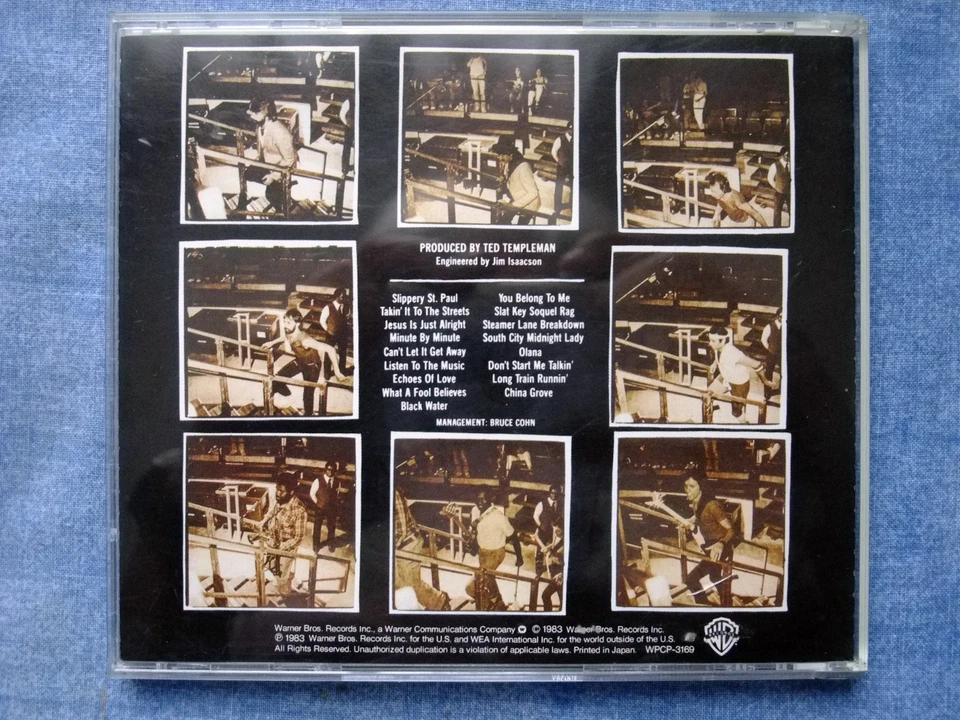 PRODUCED BY TED TEMPLEMAN
Engineered by Jim Isaacson
Slippery St. Paul
Takin' It To The Streets
Jesus Is Just Alright
Minute By Minute
Can't Let It Get Away
Listen To The Music
Echoes Of Love
What A Fool Believes
Black Water
You Belong To Me
Slat Key Soquel Rag
Steamer Lane Breakdown
South City Midnight Lady
Olana
Don't Start Me Talkin'
Long Train Runnin'
China Grove
MANAGEMENT: BRUCE COHN
Warner Bros. Records Inc., a Warner Communications Company © 1983 Warner Bros. Records Inc.
℗ 1983 Warner Bros. Records Inc. for the U.S. and WEA International Inc. for the world outside of the U.S.
All Rights Reserved. Unauthorized duplication is a violation of applicable laws. Printed in Japan. WPCP-3169